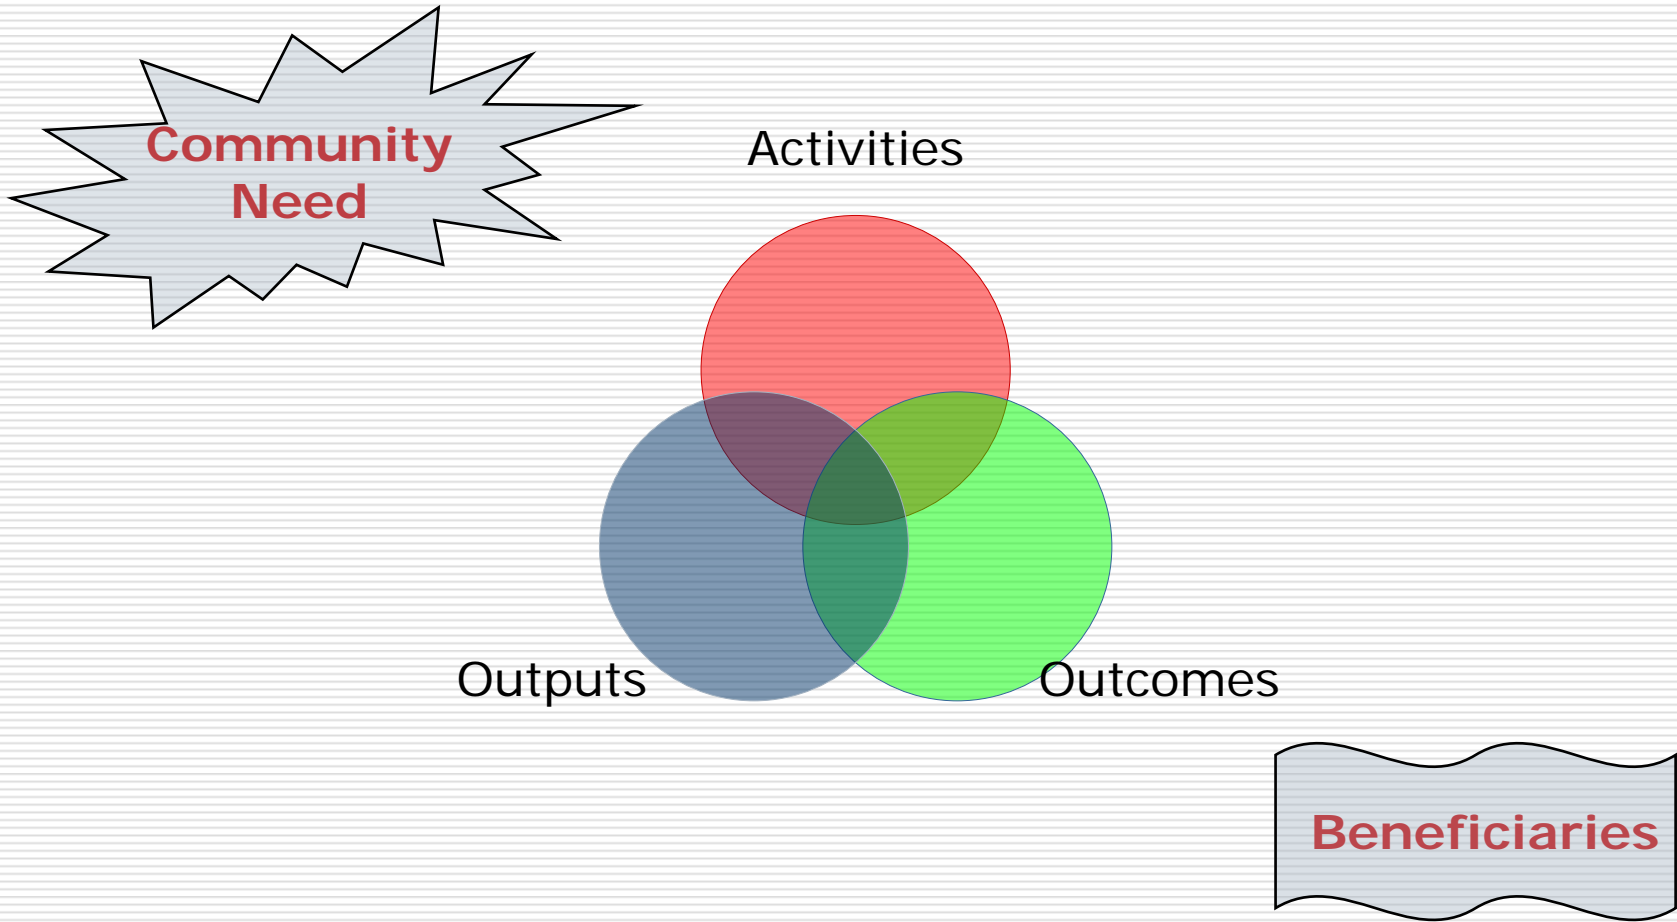 Community
Need
Activities
Outputs
Outcomes
Beneficiaries